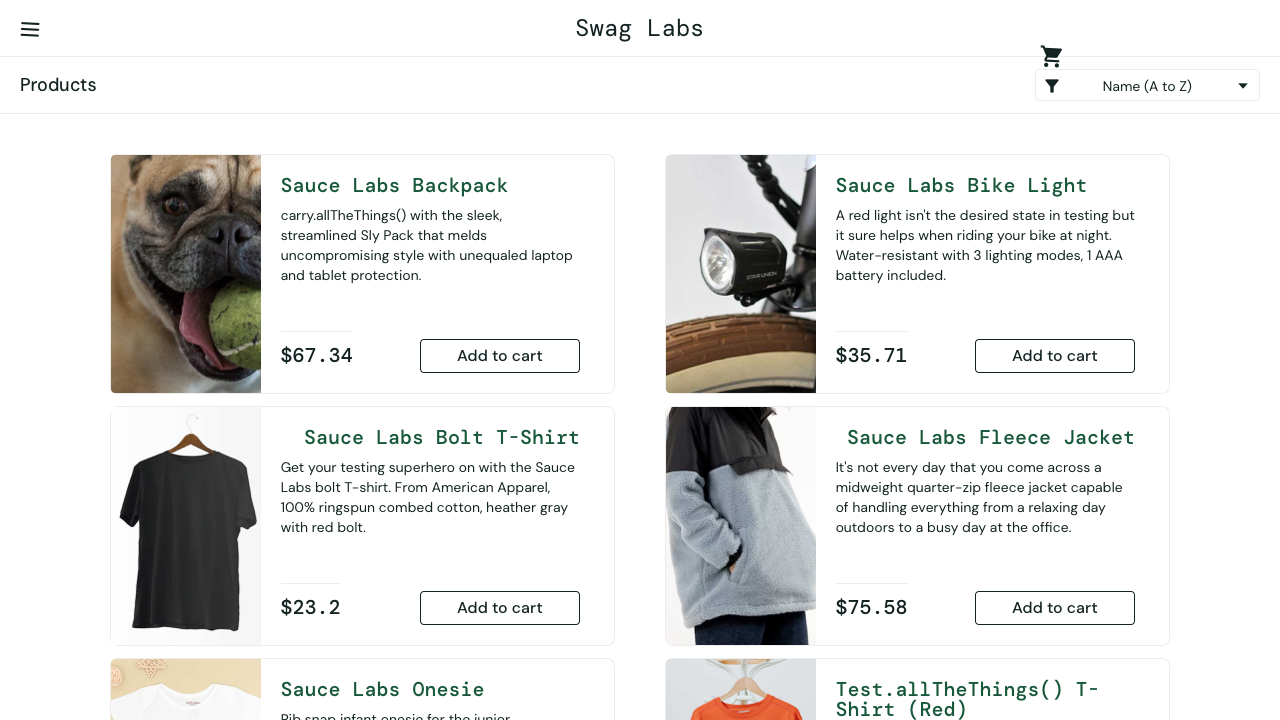 Swag Labs
Products
Name (A to Z)
Sauce Labs Backpack
carry.allTheThings() with the sleek,
streamlined Sly Pack that melds
uncompromising style with unequaled laptop
and tablet protection.
$67.34
Add to cart
Sauce Labs Bike Light
A red light isn't the desired state in testing but
it sure helps when riding your bike at night.
Water-resistant with 3 lighting modes, 1 AAA
battery included.
$35.71
Add to cart
Sauce Labs Bolt T-Shirt
Get your testing superhero on with the Sauce
Labs bolt T-shirt. From American Apparel,
100% ringspun combed cotton, heather gray
with red bolt.
$23.2
Add to cart
Sauce Labs Fleece Jacket
It's not every day that you come across a
midweight quarter-zip fleece jacket capable
of handling everything from a relaxing day
outdoors to a busy day at the office.
$75.58
Add to cart
Sauce Labs Onesie
Rib snap infant onesie for the junior
Test.allTheThings() T-
Shirt (Red)